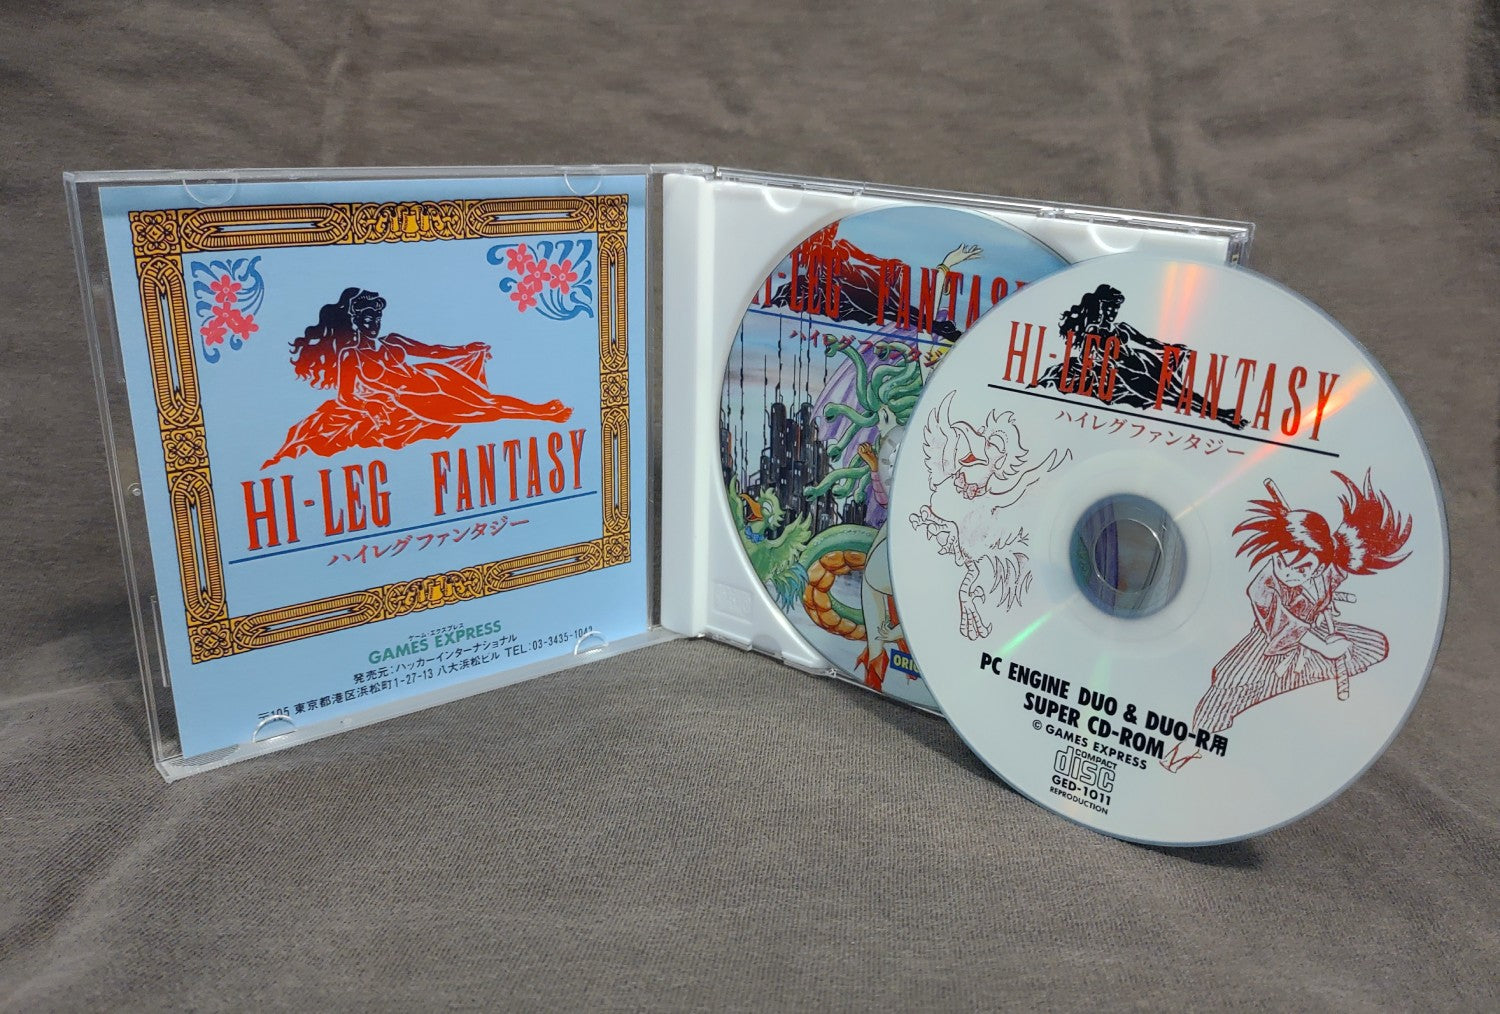 HI-LEG FANTASY
ハイレグファンタジー
ゲーム・エクスプレス
GAMES EXPRESS
発売元:ハッカーインターナショナル
〒105 東京都港区浜松町1-27-13 八大浜松ビル TEL:03-3435-1043
HI-LEG FANTAS
ハイレグファンタジ
ORI
HI-LEG FANTASY
ハイレグファンタジー
PC ENGINE DUO & DUO-R用
SUPER CD-ROM
© GAMES EXPRESS
COMPACT
disc
GED-1011
REPRODUCTION